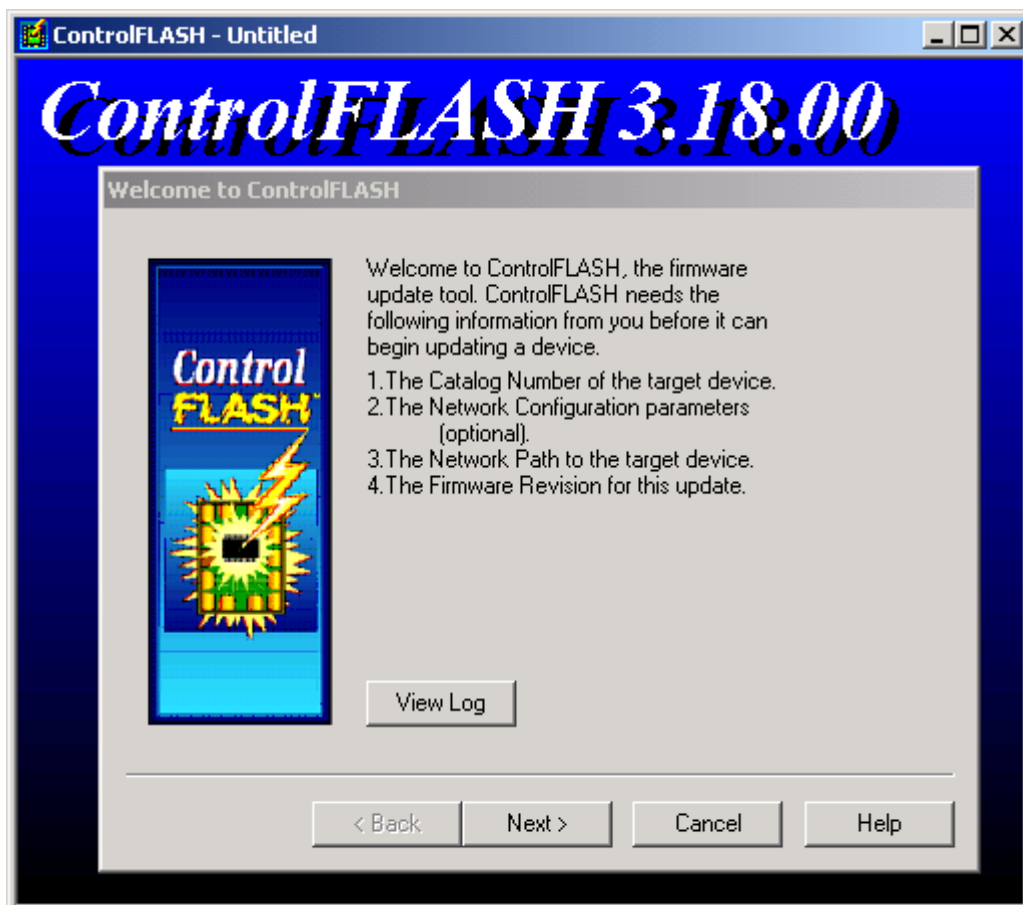 ControlFLASH - Untitled
ControlFLASH 3.18.00
Welcome to ControlFLASH
Control
FLASH™
Welcome to ControlFLASH, the firmware
update tool. ControlFLASH needs the
following information from you before it can
begin updating a device.
1.The Catalog Number of the target device.
2.The Network Configuration parameters
(optional).
3.The Network Path to the target device.
4.The Firmware Revision for this update.
View Log
< Back
Next >
Cancel
Help